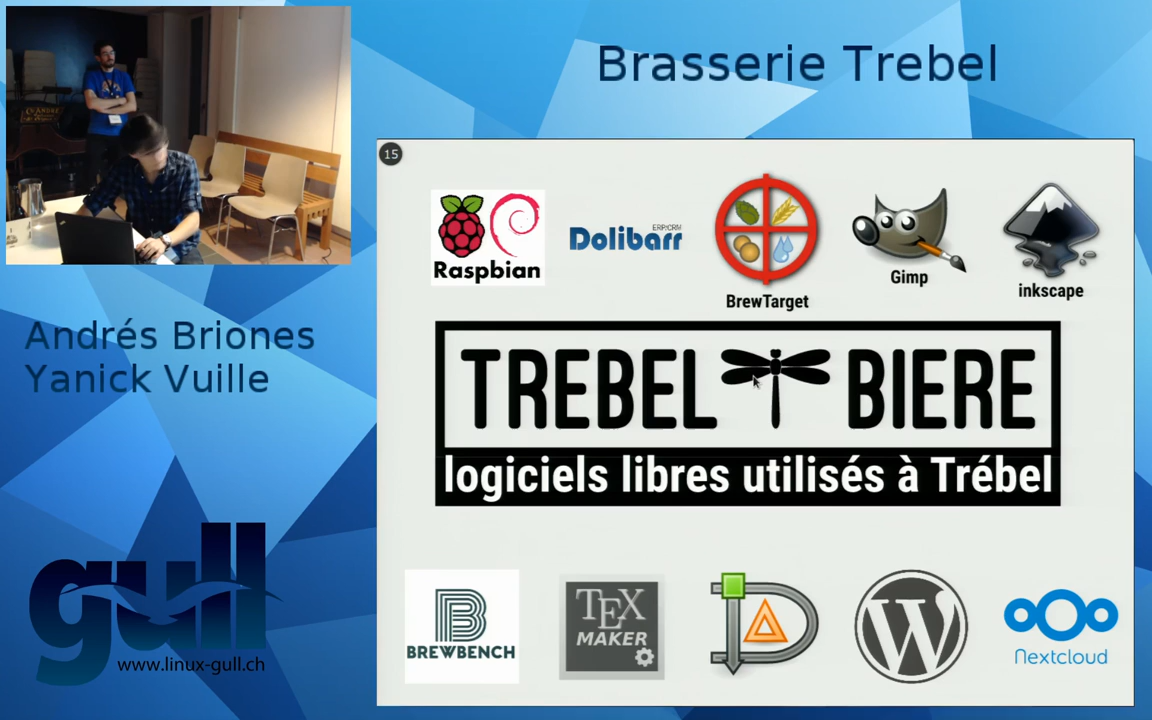 Brasserie Trebel
15
Raspbian
ERP/CRM
Dolibarr
BrewTarget
Gimp
inkscape
Andrés Briones
Yanick Vuille
TREBEL BIERE
logiciels libres utilisés à Trébel
BREWBENCH
TEX
MAKER
Nextcloud
gull
www.linux-gull.ch